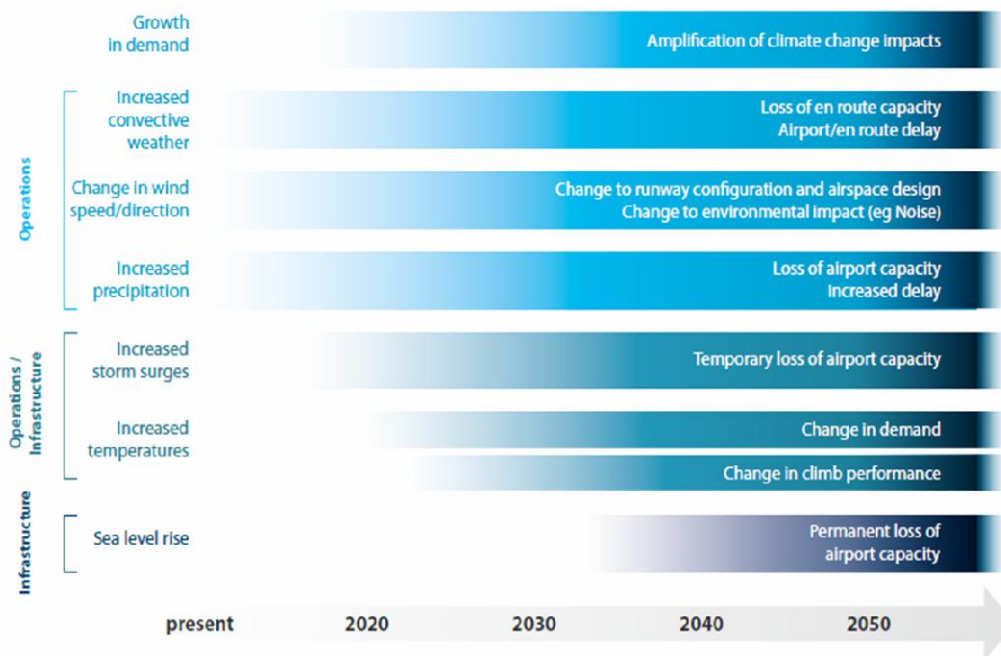 Growth
in demand
Amplification of climate change impacts
Operations
Increased
convective
weather
Loss of en route capacity
Airport/en route delay
Change in wind
speed/direction
Change to runway configuration and airspace design
Change to environmental impact (eg Noise)
Increased
precipitation
Loss of airport capacity
Increased delay
Operations /
Infrastructure
Increased
storm surges
Temporary loss of airport capacity
Increased
temperatures
Change in demand
Change in climb performance
Infrastructure
Sea level rise
Permanent loss of
airport capacity
present 2020 2030 2040 2050